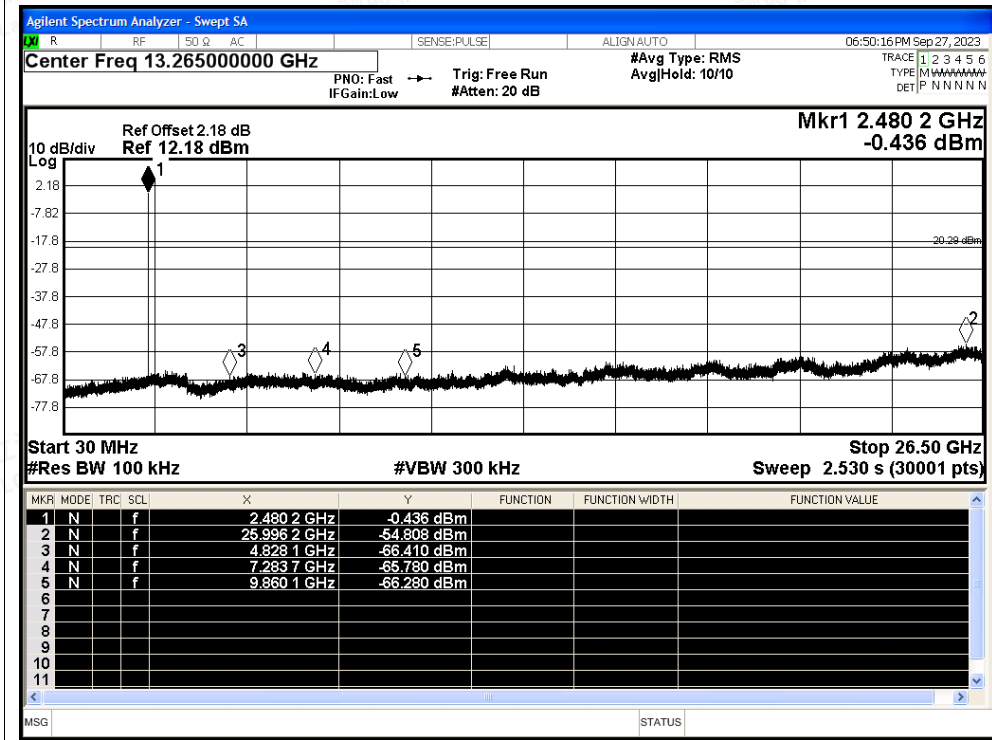 Agilent Spectrum Analyzer - Swept SA
LXI R RF 50 Ω AC SENSE:PULSE ALIGN AUTO 06:50:16 PM Sep 27, 2023
Center Freq 13.265000000 GHz #Avg Type: RMS TRACE 1 2 3 4 5 6
PNO: Fast Trig: Free Run Avg|Hold: 10/10 TYPE M
IFGain:Low #Atten: 20 dB DET P N N N N N
Mkr1 2.480 2 GHz
Ref Offset 2.18 dB
10 dB/div Ref 12.18 dBm -0.436 dBm
Log
1
2.18
-7.82
-17.8 20.29 dBm
-27.8
-37.8
-47.8 2
-57.8 3 4 5
-67.8
-77.8
Start 30 MHz Stop 26.50 GHz
#Res BW 100 kHz #VBW 300 kHz Sweep 2.530 s (30001 pts)
MKR MODE TRC SCL X Y FUNCTION FUNCTION WIDTH FUNCTION VALUE
1 N f 2.480 2 GHz -0.436 dBm
2 N f 25.996 2 GHz -54.808 dBm
3 N f 4.828 1 GHz -66.410 dBm
4 N f 7.283 7 GHz -65.780 dBm
5 N f 9.860 1 GHz -66.280 dBm
6
7
8
9
10
11
MSG STATUS